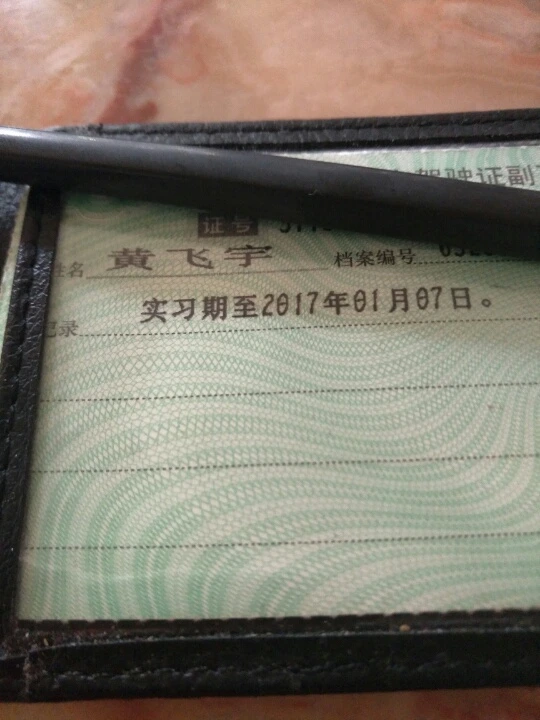 驾驶证副
证号
姓名 黄飞宇 档案编号
记录 实习期至2017年01月07日。